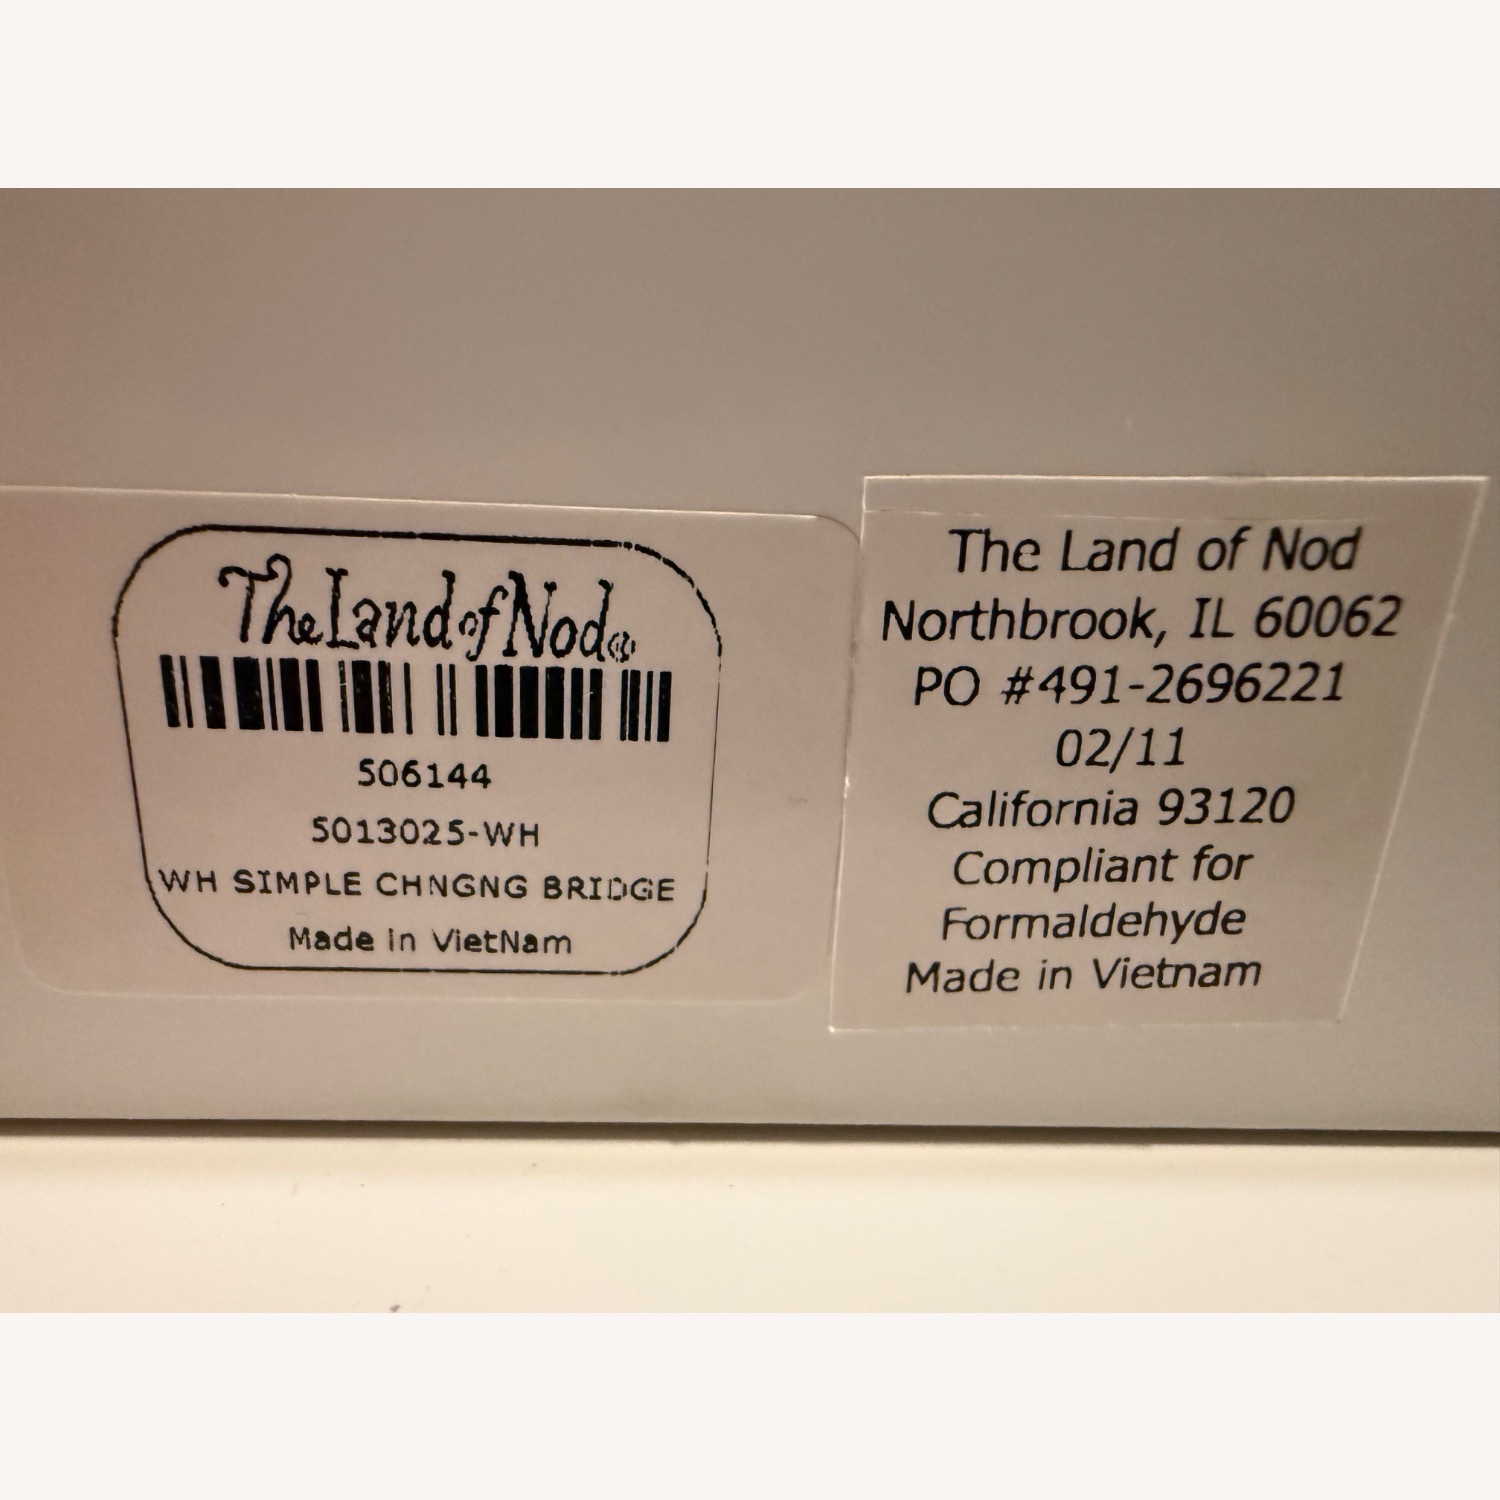 The Land of Nod®
506144
5013025-WH
WH SIMPLE CHNGNG BRIDGE
Made in VietNam
The Land of Nod
Northbrook, IL 60062
PO #491-2696221
02/11
California 93120
Compliant for
Formaldehyde
Made in Vietnam